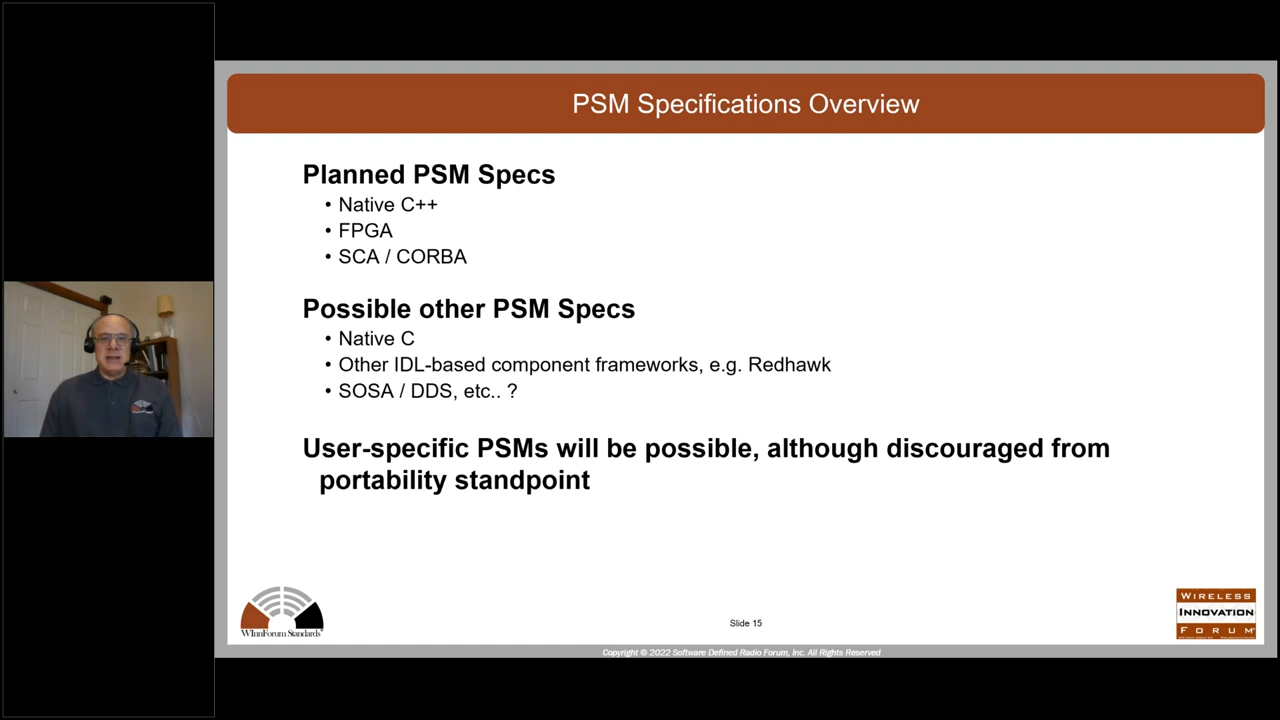 PSM Specifications Overview
Planned PSM Specs
• Native C++
• FPGA
• SCA / CORBA
Possible other PSM Specs
• Native C
• Other IDL-based component frameworks, e.g. Redhawk
• SOSA / DDS, etc.. ?
User-specific PSMs will be possible, although discouraged from
portability standpoint
WInnForum Standards
Slide 15
WIRELESS
INNOVATION
FORUM
Copyright © 2022 Software Defined Radio Forum, Inc. All Rights Reserved